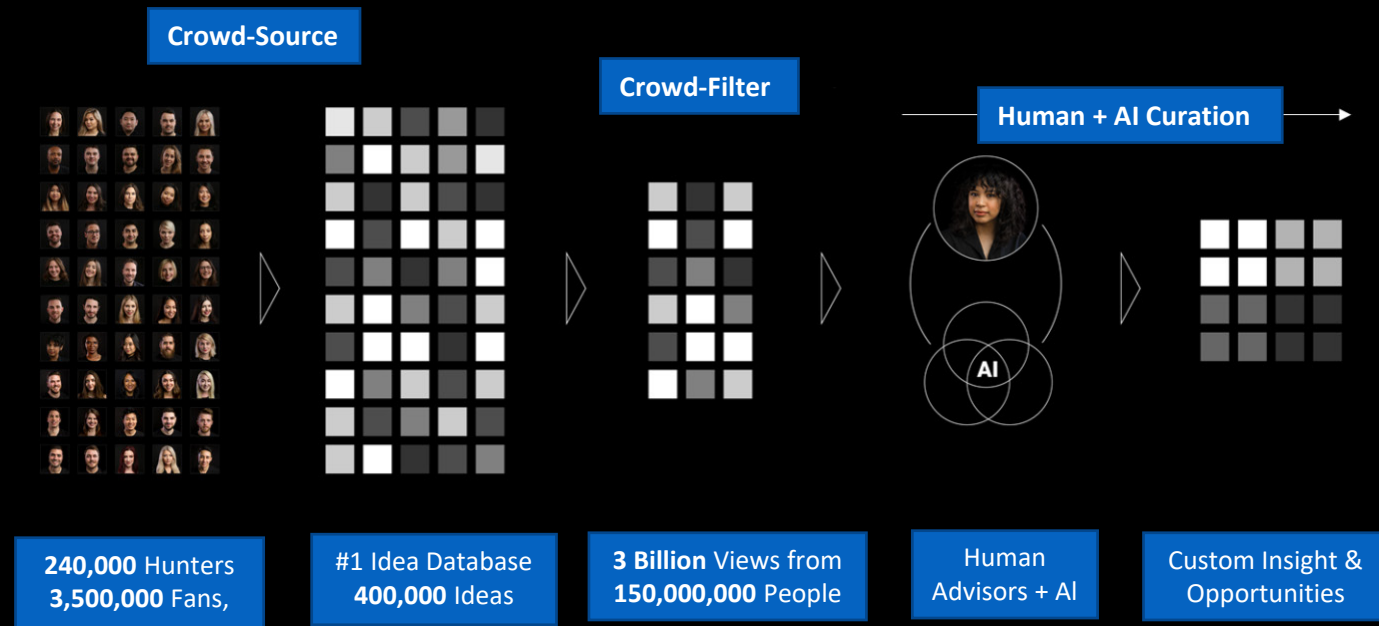 Crowd-Source
Crowd-Filter
Human + AI Curation
AI
240,000 Hunters
3,500,000 Fans,
#1 Idea Database
400,000 Ideas
3 Billion Views from
150,000,000 People
Human
Advisors + AI
Custom Insight &
Opportunities